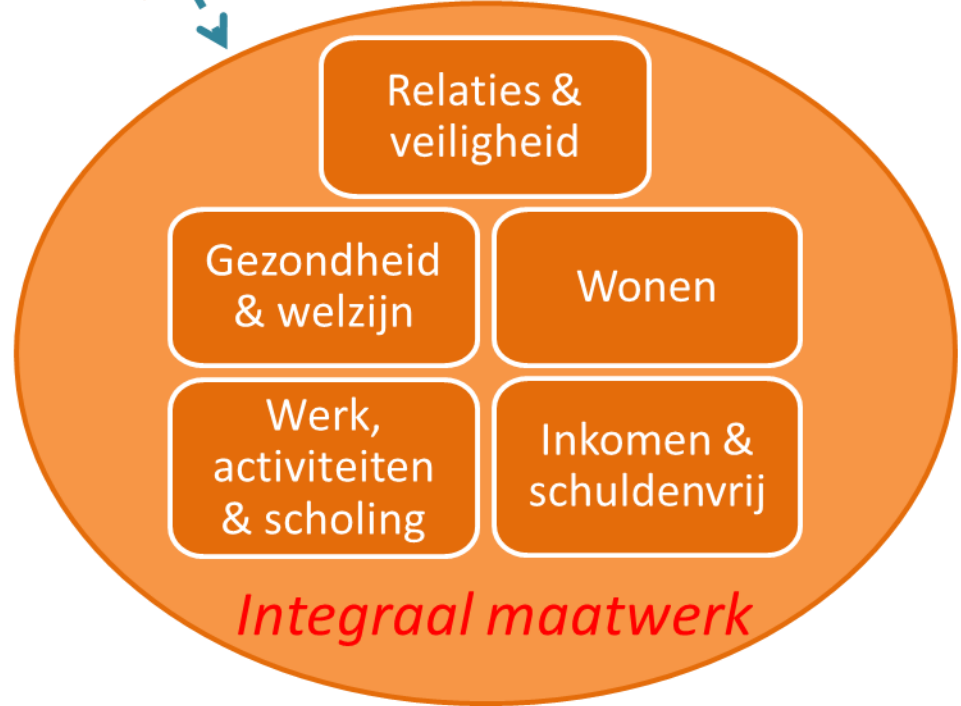 Relaties &
veiligheid
Gezondheid
& welzijn
Wonen
Werk,
activiteiten
& scholing
Inkomen &
schuldenvrij
Integraal maatwerk